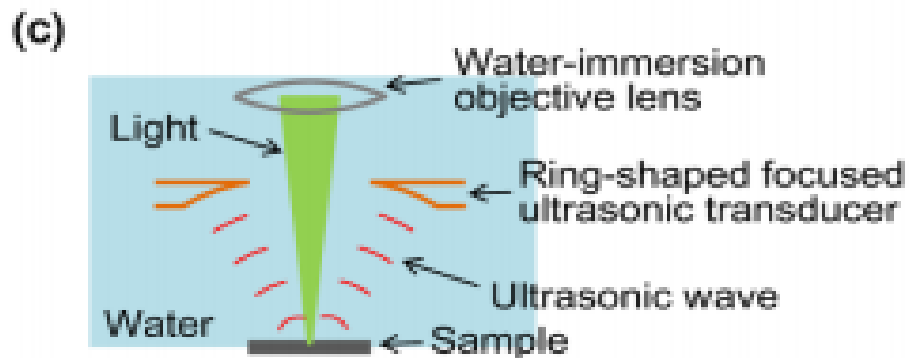 (c)
Water-immersion
objective lens
Light
Ring-shaped focused
ultrasonic transducer
Ultrasonic wave
Water
Sample